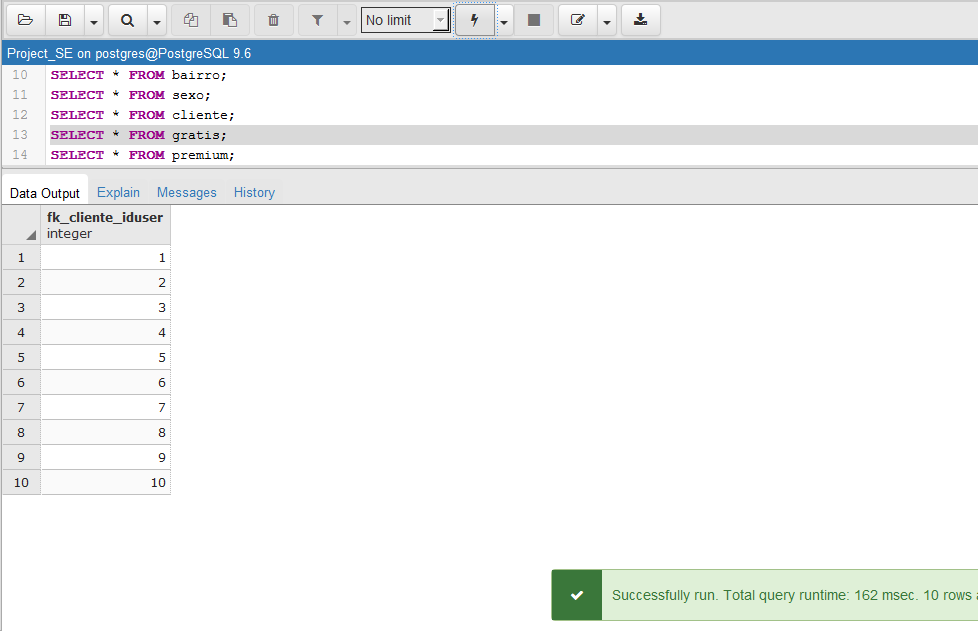 No limit
Project_SE on postgres@PostgreSQL 9.6
10 SELECT * FROM bairro;
11 SELECT * FROM sexo;
12 SELECT * FROM cliente;
13 SELECT * FROM gratis;
14 SELECT * FROM premium;
Data Output Explain Messages History
fk_cliente_iduser
integer
1 1
2 2
3 3
4 4
5 5
6 6
7 7
8 8
9 9
10 10
Successfully run. Total query runtime: 162 msec. 10 rows